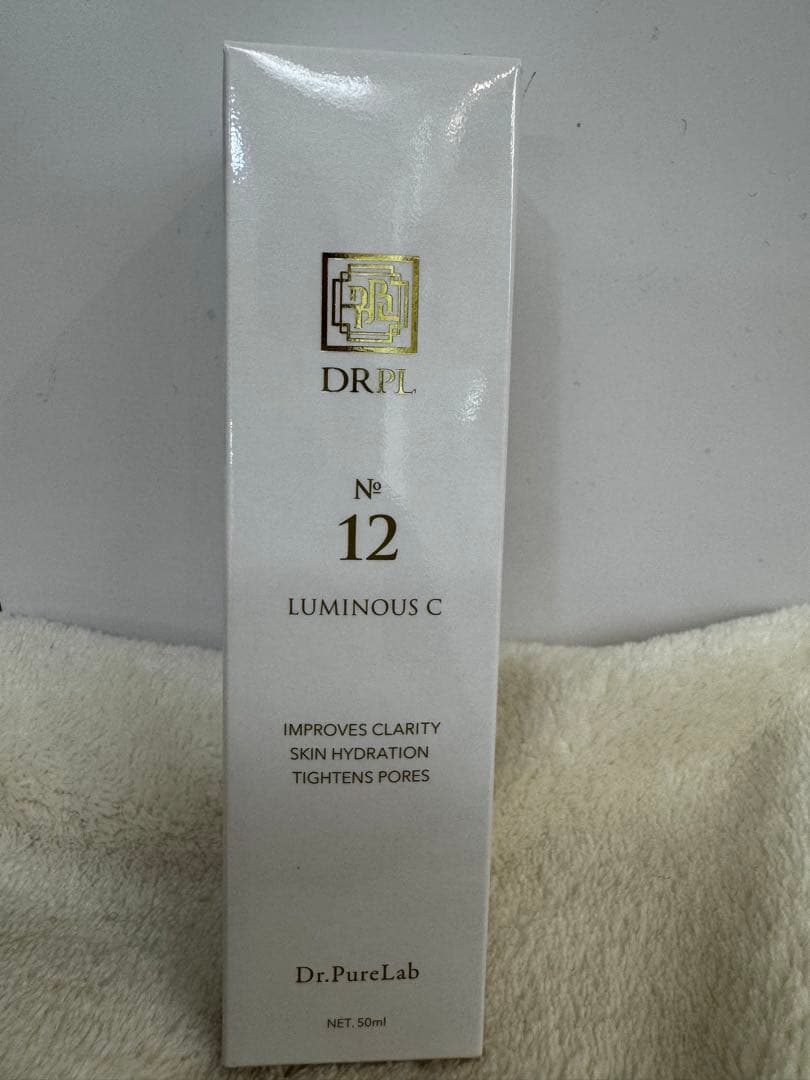 DRPL
№
12
LUMINOUS C
IMPROVES CLARITY
SKIN HYDRATION
TIGHTENS PORES
Dr.PureLab
NET. 50ml